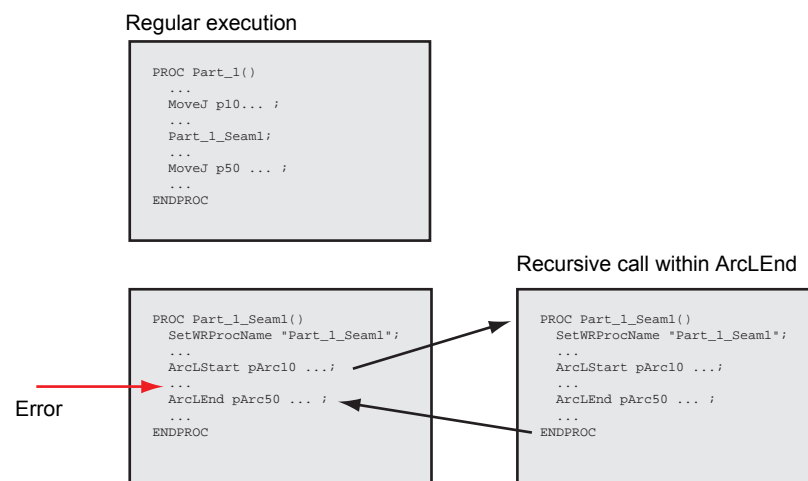 Regular execution
PROC Part_1()
...
MoveJ p10... ;
...
Part_1_Seam1;
...
MoveJ p50 ... ;
...
ENDPROC
Recursive call within ArcLEnd
PROC Part_1_Seam1()
SetWRProcName "Part_1_Seam1";
...
ArcLStart pArc10 ...;
...
ArcLEnd pArc50 ... ;
...
ENDPROC
Error
PROC Part_1_Seam1()
SetWRProcName "Part_1_Seam1";
...
ArcLStart pArc10 ...;
...
ArcLEnd pArc50 ... ;
...
ENDPROC